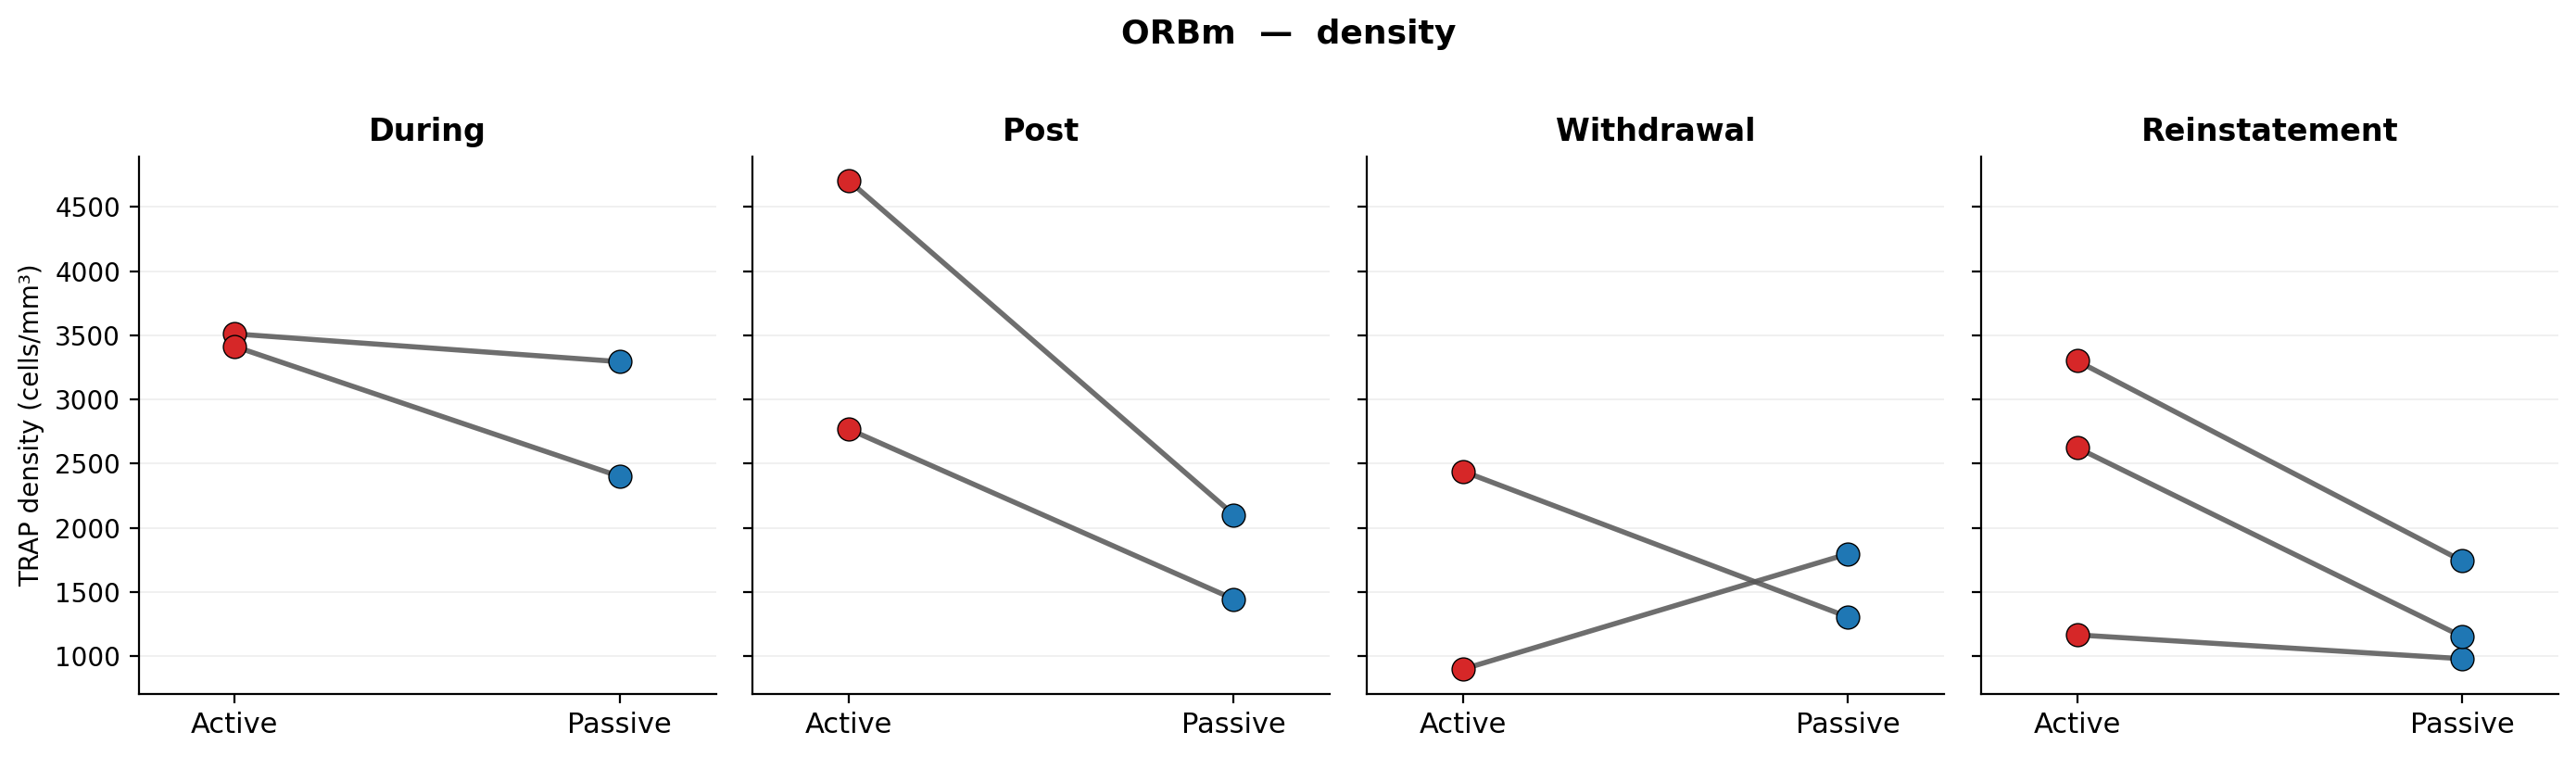 ORBm — density
During
Post
Withdrawal
Reinstatement
TRAP density (cells/mm³)
4500
4000
3500
3000
2500
2000
1500
1000
Active Passive
Active Passive
Active Passive
Active Passive